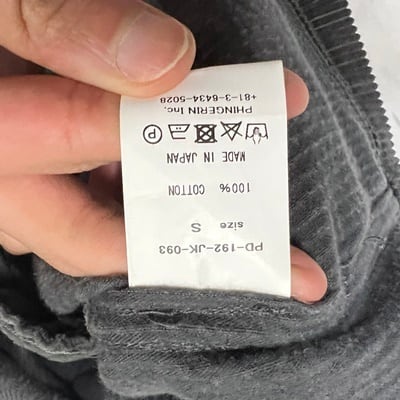 PD-192-JK-093
size S
100% COTTON
MADE IN JAPAN
PHINGERIN Inc.
+81-3-6434-5028